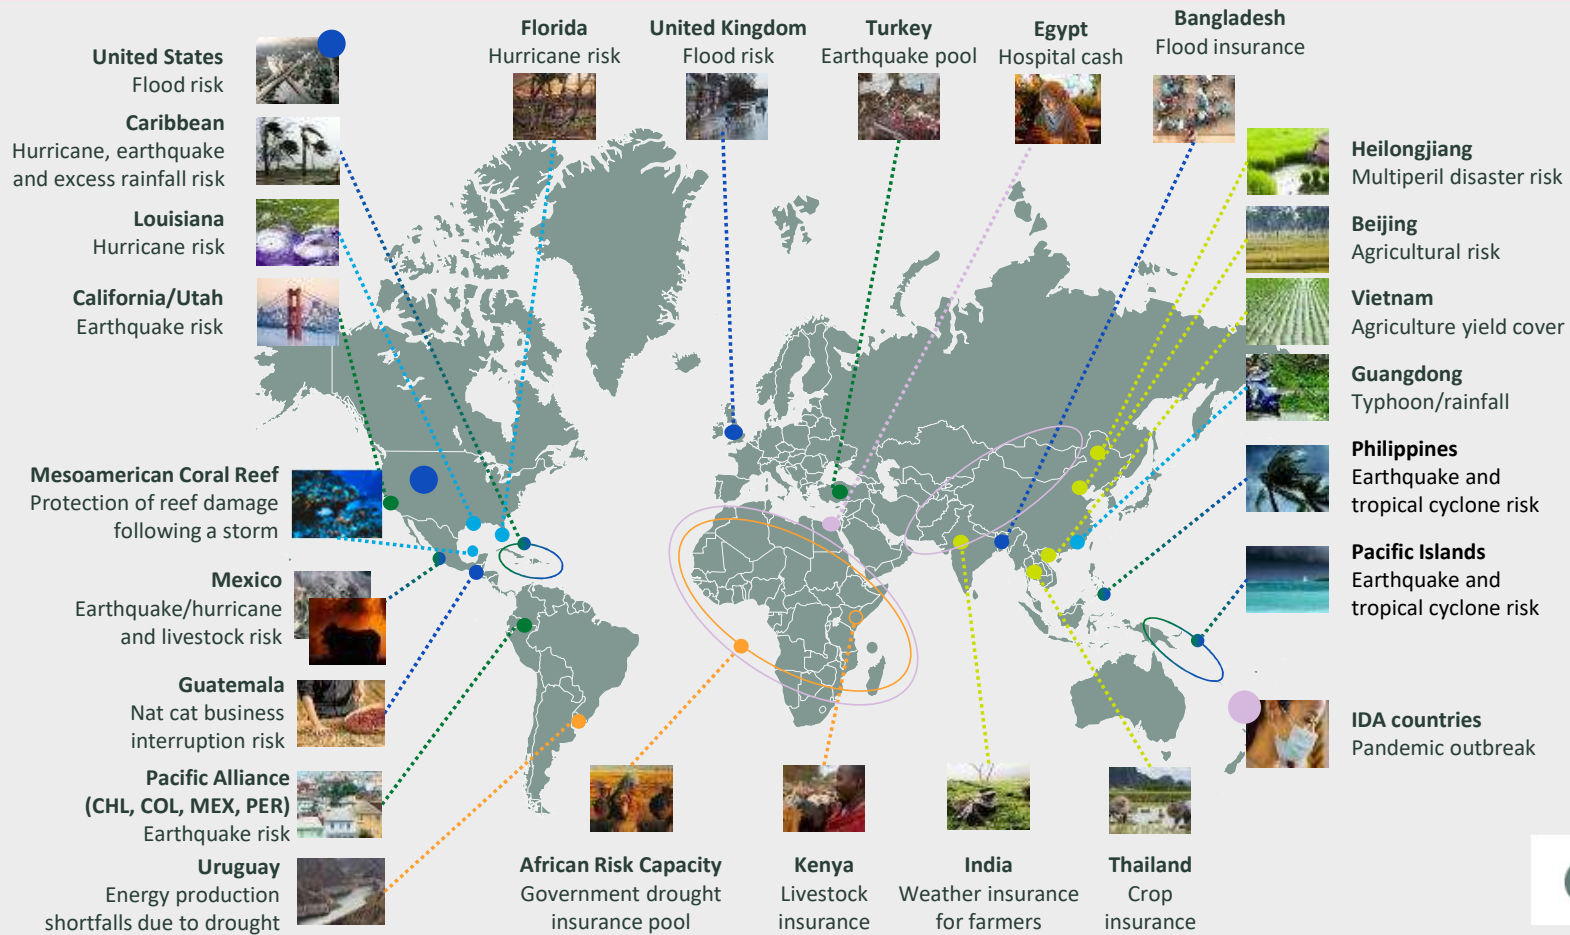 United States
Flood risk
Caribbean
Hurricane, earthquake
and excess rainfall risk
Louisiana
Hurricane risk
California/Utah
Earthquake risk
Mesoamerican Coral Reef
Protection of reef damage
following a storm
Mexico
Earthquake/hurricane
and livestock risk
Guatemala
Nat cat business
interruption risk
Pacific Alliance
(CHL, COL, MEX, PER)
Earthquake risk
Uruguay
Energy production
shortfalls due to drought
Florida
Hurricane risk
United Kingdom
Flood risk
Turkey
Earthquake pool
Egypt
Hospital cash
Bangladesh
Flood insurance
Heilongjiang
Multiperil disaster risk
Beijing
Agricultural risk
Vietnam
Agriculture yield cover
Guangdong
Typhoon/rainfall
Philippines
Earthquake and
tropical cyclone risk
Pacific Islands
Earthquake and
tropical cyclone risk
IDA countries
Pandemic outbreak
African Risk Capacity
Government drought
insurance pool
Kenya
Livestock
insurance
India
Weather insurance
for farmers
Thailand
Crop
insurance